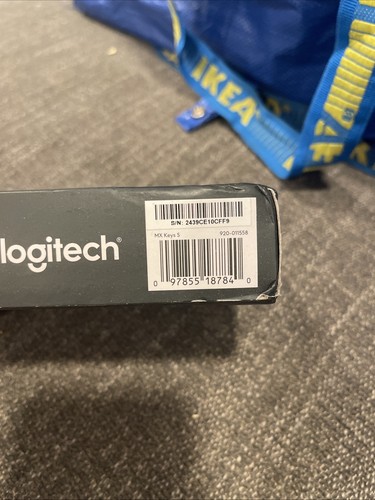 IKEA
logitech
S/N: 2439CE10CFF9
MX Keys S
920-011558
0 97855 18784 0